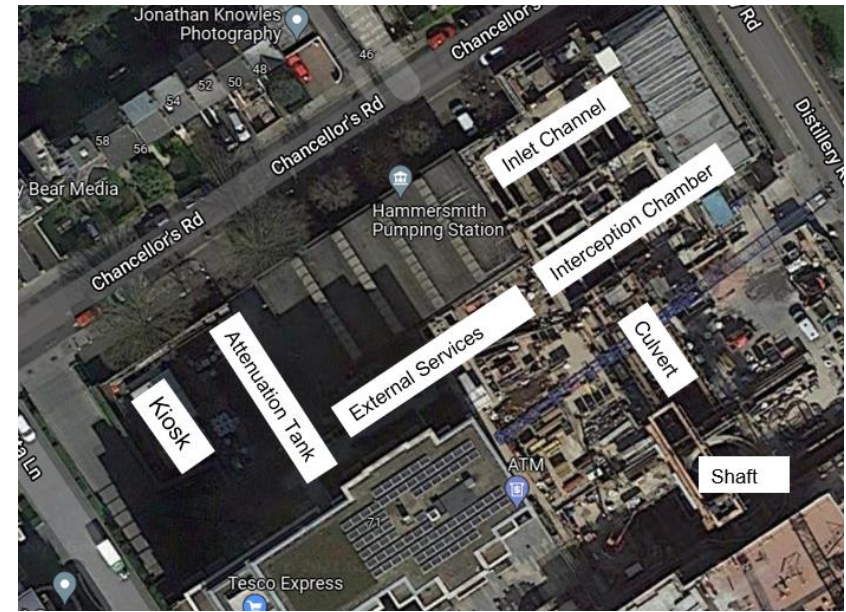 Jonathan Knowles
Photography
46
Chancellor's Rd
48
50
52
54
56
58
Chancellor's Rd
Inlet Channel
Distillery
y Bear Media
Hammersmith
Pumping Station
Interception Chamber
Chancellor's Rd
Attenuation Tank
External Services
Culvert
Kiosk
ATM
Shaft
71
Tesco Express